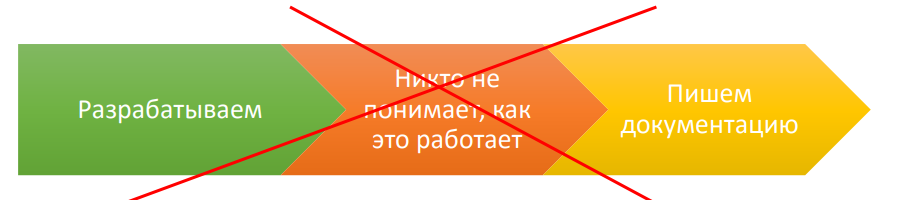 Разрабатываем
Никто не
понимает, как
это работает
Пишем
документацию